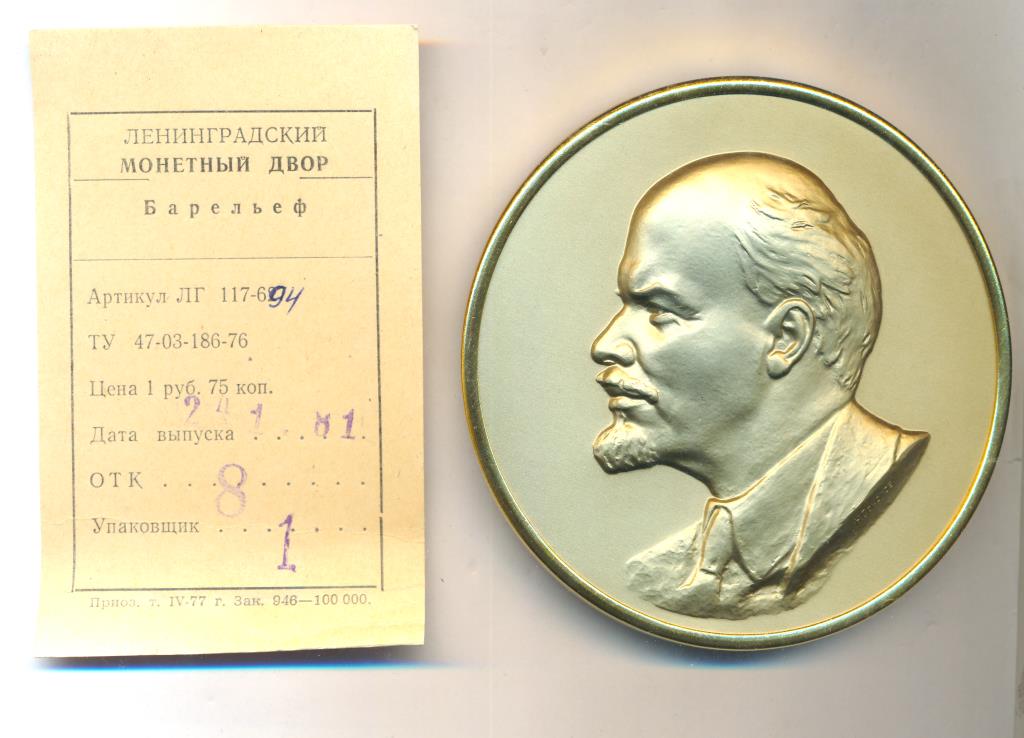 ЛЕНИНГРАДСКИЙ
МОНЕТНЫЙ ДВОР
Барельеф
Артикул ЛГ 117-694
ТУ 47-03-186-76
Цена 1 руб. 75 коп.
Дата выпуска . . . . . .
ОТК . . 8 . . . . . . .
Упаковщик . . . 1 . . . .
Приоз. т. IV-77 г. Зак. 946—100 000.